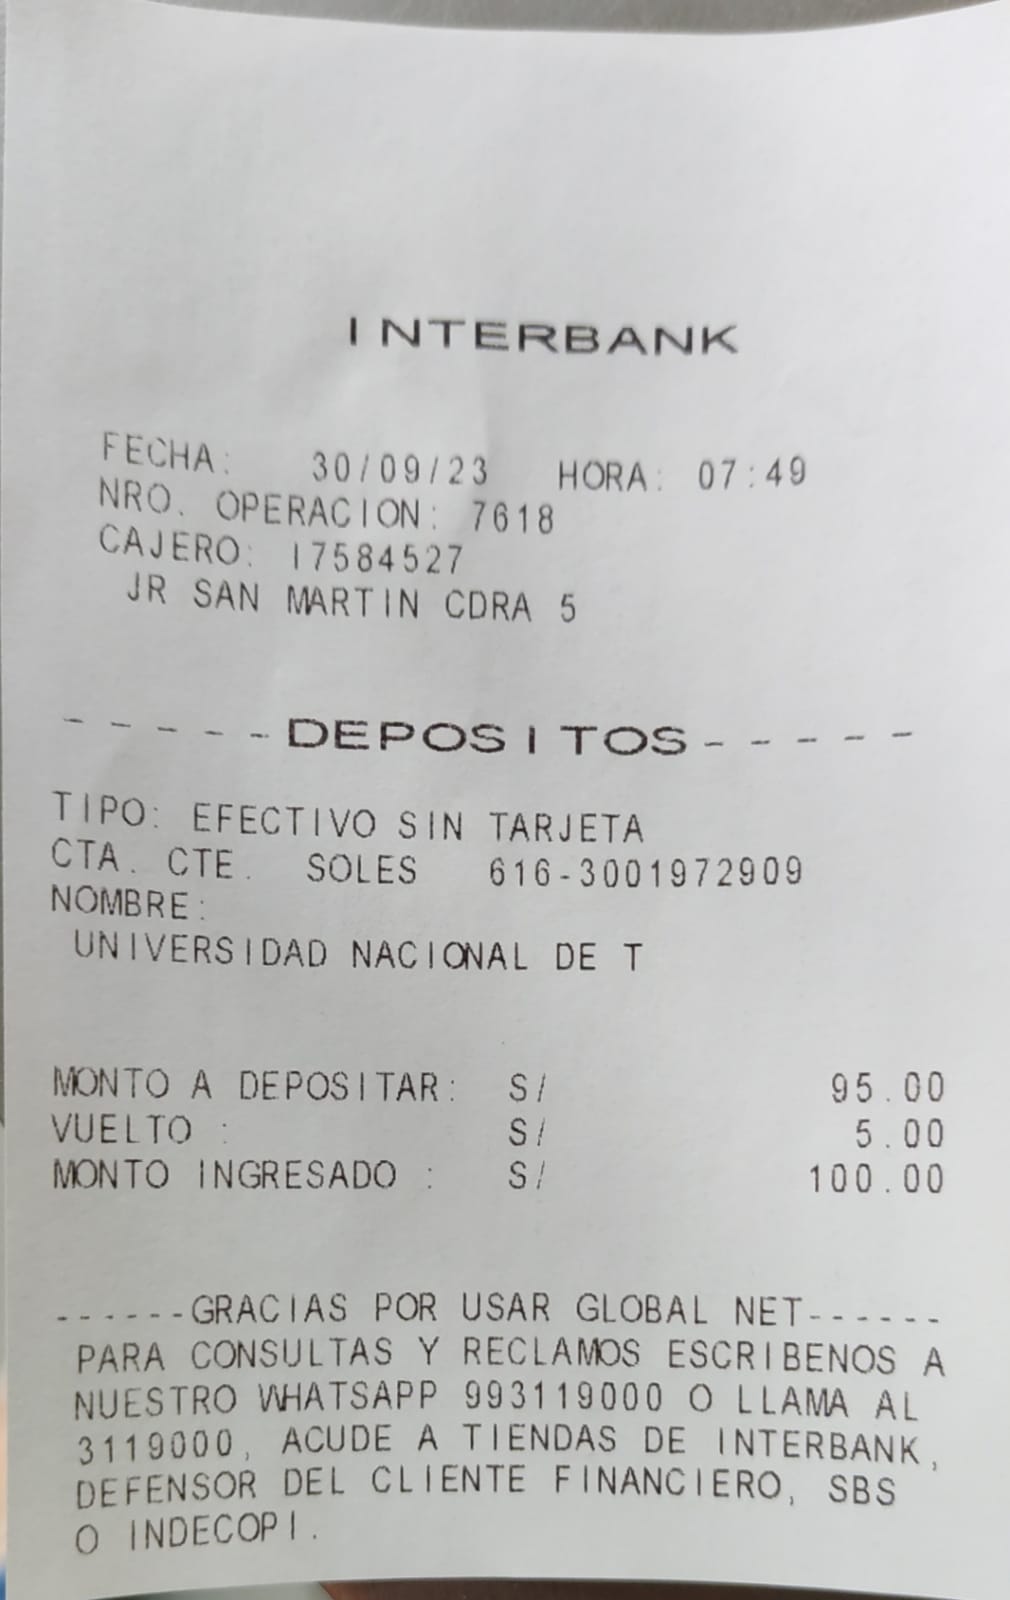 INTERBANK
FECHA: 30/09/23 HORA: 07:49
NRO. OPERACION: 7618
CAJERO: 17584527
JR SAN MARTIN CDRA 5
-----DEPOSITOS-----
TIPO: EFECTIVO SIN TARJETA
CTA. CTE. SOLES 616-3001972909
NOMBRE:
UNIVERSIDAD NACIONAL DE T
MONTO A DEPOSITAR: S/ 95.00
VUELTO : S/ 5.00
MONTO INGRESADO : S/ 100.00
------GRACIAS POR USAR GLOBAL NET------
PARA CONSULTAS Y RECLAMOS ESCRIBENOS A
NUESTRO WHATSAPP 993119000 O LLAMA AL
3119000, ACUDE A TIENDAS DE INTERBANK,
DEFENSOR DEL CLIENTE FINANCIERO, SBS
O INDECOPI.